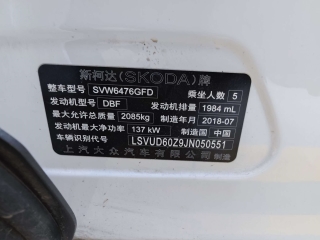 斯柯达(SKODA)牌
整车型号 SVW6476GFD 乘坐人数 5
发动机型号 DBF 发动机排量 1984 mL
最大允许总质量 2085kg 制造年月 2018-07
发动机最大净功率 137 kW 制造国 中国
车辆识别代号 LSVUD60Z9JN050551
上汽大众汽车有限公司 制造